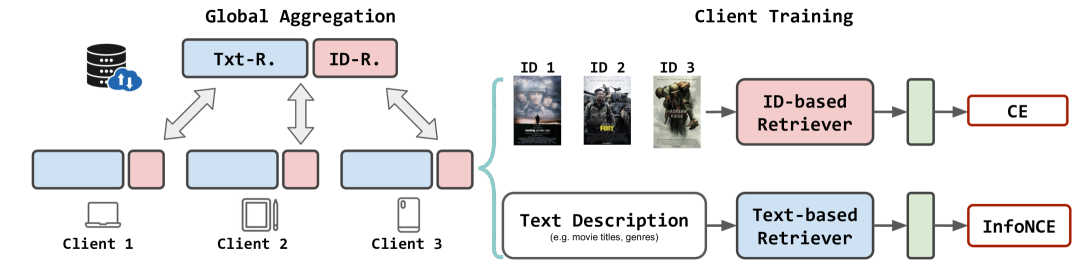 Global Aggregation
Client Training
Txt-R.
ID-R.
Client 1
Client 2
Client 3
ID 1
ID 2
ID 3
FURY
ID-based
Retriever
CE
Text Description
(e.g. movie titles, genres)
Text-based
Retriever
InfoNCE